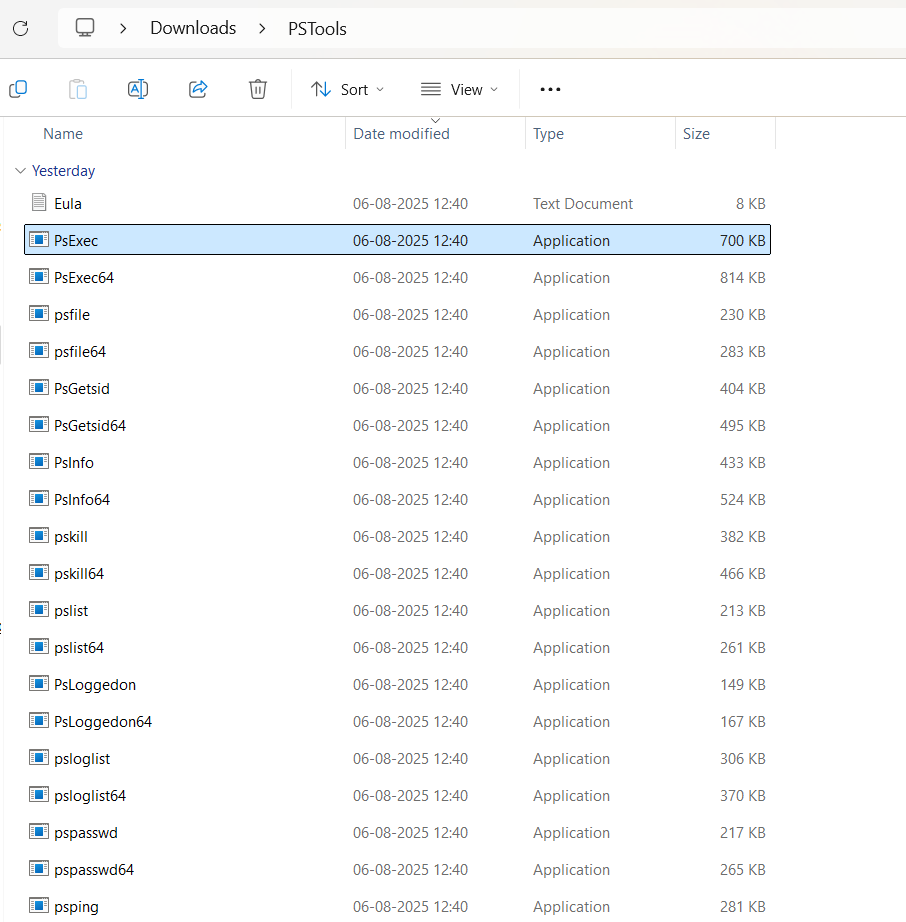 Downloads > PSTools
Sort View
Name Date modified Type Size
Yesterday
Eula 06-08-2025 12:40 Text Document 8 KB
PsExec 06-08-2025 12:40 Application 700 KB
PsExec64 06-08-2025 12:40 Application 814 KB
psfile 06-08-2025 12:40 Application 230 KB
psfile64 06-08-2025 12:40 Application 283 KB
PsGetsid 06-08-2025 12:40 Application 404 KB
PsGetsid64 06-08-2025 12:40 Application 495 KB
PsInfo 06-08-2025 12:40 Application 433 KB
PsInfo64 06-08-2025 12:40 Application 524 KB
pskill 06-08-2025 12:40 Application 382 KB
pskill64 06-08-2025 12:40 Application 466 KB
pslist 06-08-2025 12:40 Application 213 KB
pslist64 06-08-2025 12:40 Application 261 KB
PsLoggedon 06-08-2025 12:40 Application 149 KB
PsLoggedon64 06-08-2025 12:40 Application 167 KB
psloglist 06-08-2025 12:40 Application 306 KB
psloglist64 06-08-2025 12:40 Application 370 KB
pspasswd 06-08-2025 12:40 Application 217 KB
pspasswd64 06-08-2025 12:40 Application 265 KB
psping 06-08-2025 12:40 Application 281 KB